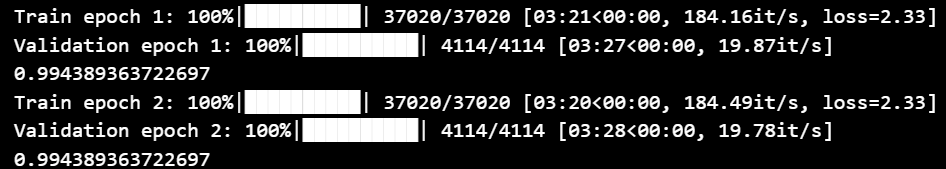 Train epoch 1: 100%|██████████| 37020/37020 [03:21<00:00, 184.16it/s, loss=2.33]
Validation epoch 1: 100%|██████████| 4114/4114 [03:27<00:00, 19.87it/s]
0.994389363722697
Train epoch 2: 100%|██████████| 37020/37020 [03:20<00:00, 184.49it/s, loss=2.33]
Validation epoch 2: 100%|██████████| 4114/4114 [03:28<00:00, 19.78it/s]
0.994389363722697